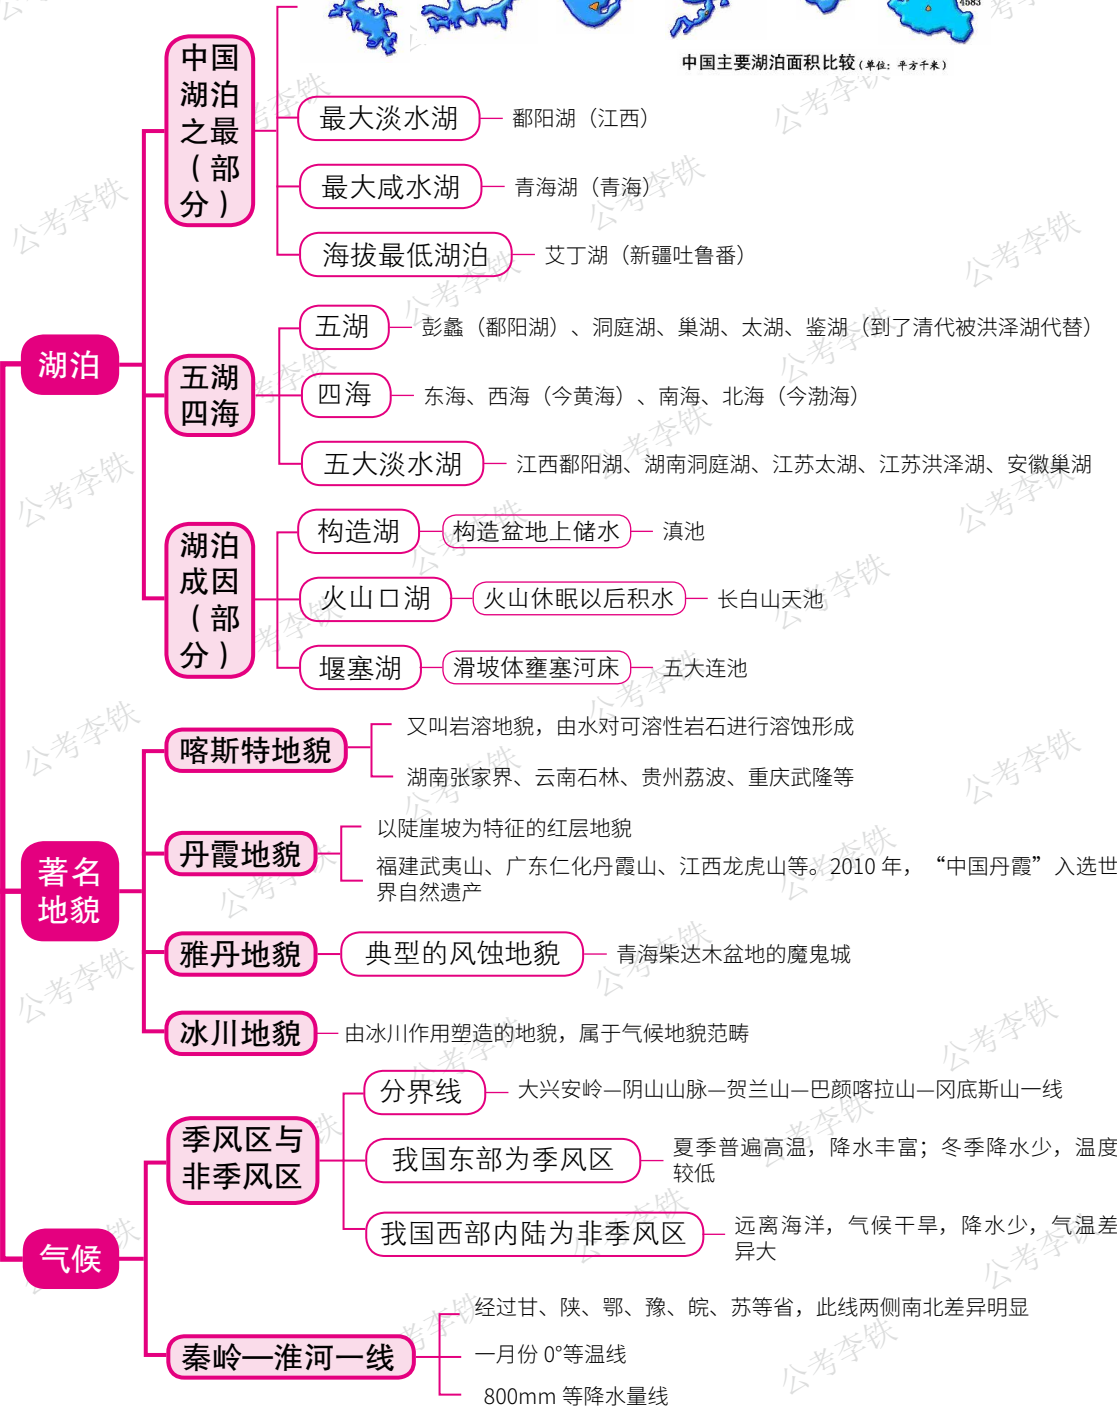 4583
中国主要湖泊面积比较(单位：平方千米)
中国
湖泊
之最
（部
分）
最大淡水湖
鄱阳湖（江西）
最大咸水湖
青海湖（青海）
海拔最低湖泊
艾丁湖（新疆吐鲁番）
湖泊
五湖
四海
五湖
彭蠡（鄱阳湖）、洞庭湖、巢湖、太湖、鉴湖（到了清代被洪泽湖代替）
四海
东海、西海（今黄海）、南海、北海（今渤海）
五大淡水湖
江西鄱阳湖、湖南洞庭湖、江苏太湖、江苏洪泽湖、安徽巢湖
湖泊
成因
（部
分）
构造湖
构造盆地上储水
滇池
火山口湖
火山休眠以后积水
长白山天池
堰塞湖
滑坡体壅塞河床
五大连池
著名
地貌
喀斯特地貌
又叫岩溶地貌，由水对可溶性岩石进行溶蚀形成
湖南张家界、云南石林、贵州荔波、重庆武隆等
丹霞地貌
以陡崖坡为特征的红层地貌
福建武夷山、广东仁化丹霞山、江西龙虎山等。2010 年，“中国丹霞”入选世
界自然遗产
雅丹地貌
典型的风蚀地貌
青海柴达木盆地的魔鬼城
冰川地貌
由冰川作用塑造的地貌，属于气候地貌范畴
气候
季风区与
非季风区
分界线
大兴安岭—阴山山脉—贺兰山—巴颜喀拉山—冈底斯山一线
我国东部为季风区
夏季普遍高温，降水丰富；冬季降水少，温度
较低
我国西部内陆为非季风区
远离海洋，气候干旱，降水少，气温差
异大
秦岭—淮河一线
经过甘、陕、鄂、豫、皖、苏等省，此线两侧南北差异明显
一月份 0°等温线
800mm 等降水量线
公考李铁